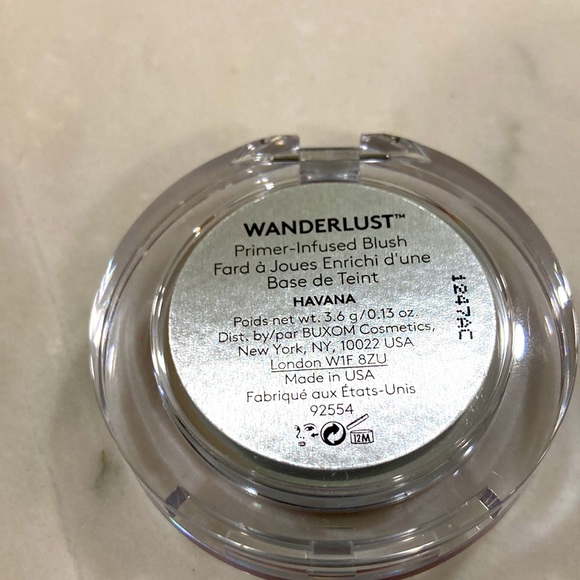 WANDERLUST™
Primer-Infused Blush
Fard à Joues Enrichi d'une
Base de Teint
HAVANA
Poids net wt. 3.6 g/0.13 oz.
Dist. by/par BUXOM Cosmetics,
New York, NY, 10022 USA
London W1F 8ZU
Made in USA
Fabriqué aux États-Unis
92554
12M
1247AC